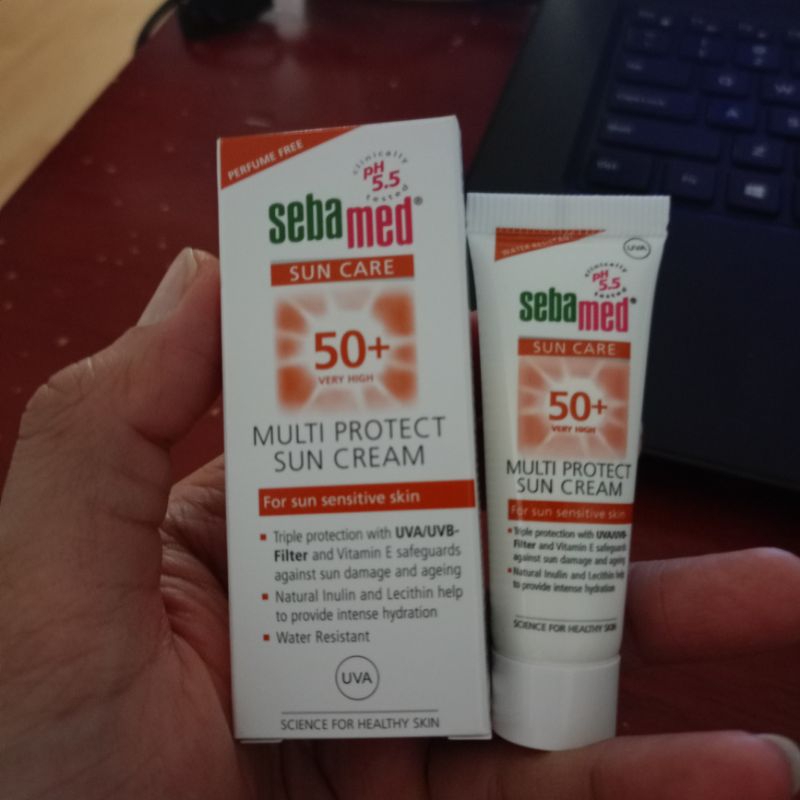 PERFUME FREE
clinically
pH
5.5
tested
sebamed®
SUN CARE
50+
VERY HIGH
MULTI PROTECT
SUN CREAM
For sun sensitive skin
Triple protection with UVA/UVB-
Filter and Vitamin E safeguards
against sun damage and ageing
Natural Inulin and Lecithin help
to provide intense hydration
Water Resistant
UVA
SCIENCE FOR HEALTHY SKIN
WATER RESISTANT
UVA
clinically
pH
5.5
tested
sebamed®
SUN CARE
50+
VERY HIGH
MULTI PROTECT
SUN CREAM
For sun sensitive skin
Triple protection with UVA/UVB-
Filter and Vitamin E safeguards
against sun damage and ageing
Natural Inulin and Lecithin help
to provide intense hydration
SCIENCE FOR HEALTHY SKIN